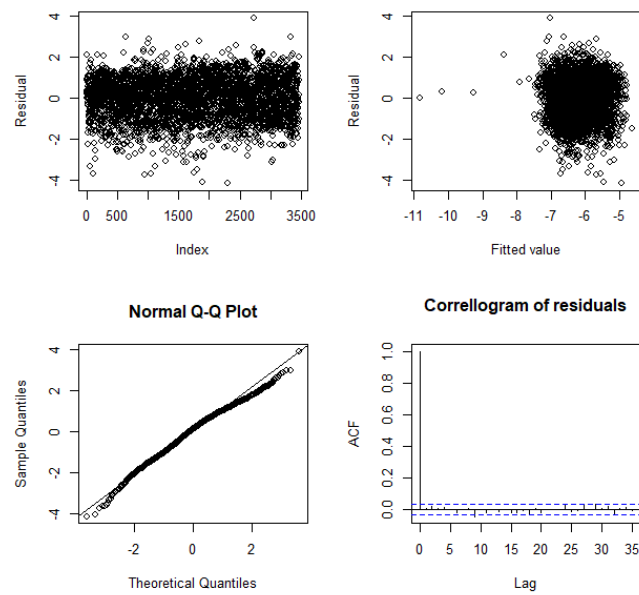 4
2
0
-2
-4
Residual
0 500 1500 2500 3500
Index
4
2
0
-2
-4
Residual
-11 -10 -9 -8 -7 -6 -5
Fitted value
Normal Q-Q Plot
4
2
0
-2
-4
Sample Quantiles
-2 0 2
Theoretical Quantiles
Correllogram of residuals
1.0
0.8
0.6
0.4
0.2
0.0
ACF
0 5 10 15 20 25 30 35
Lag